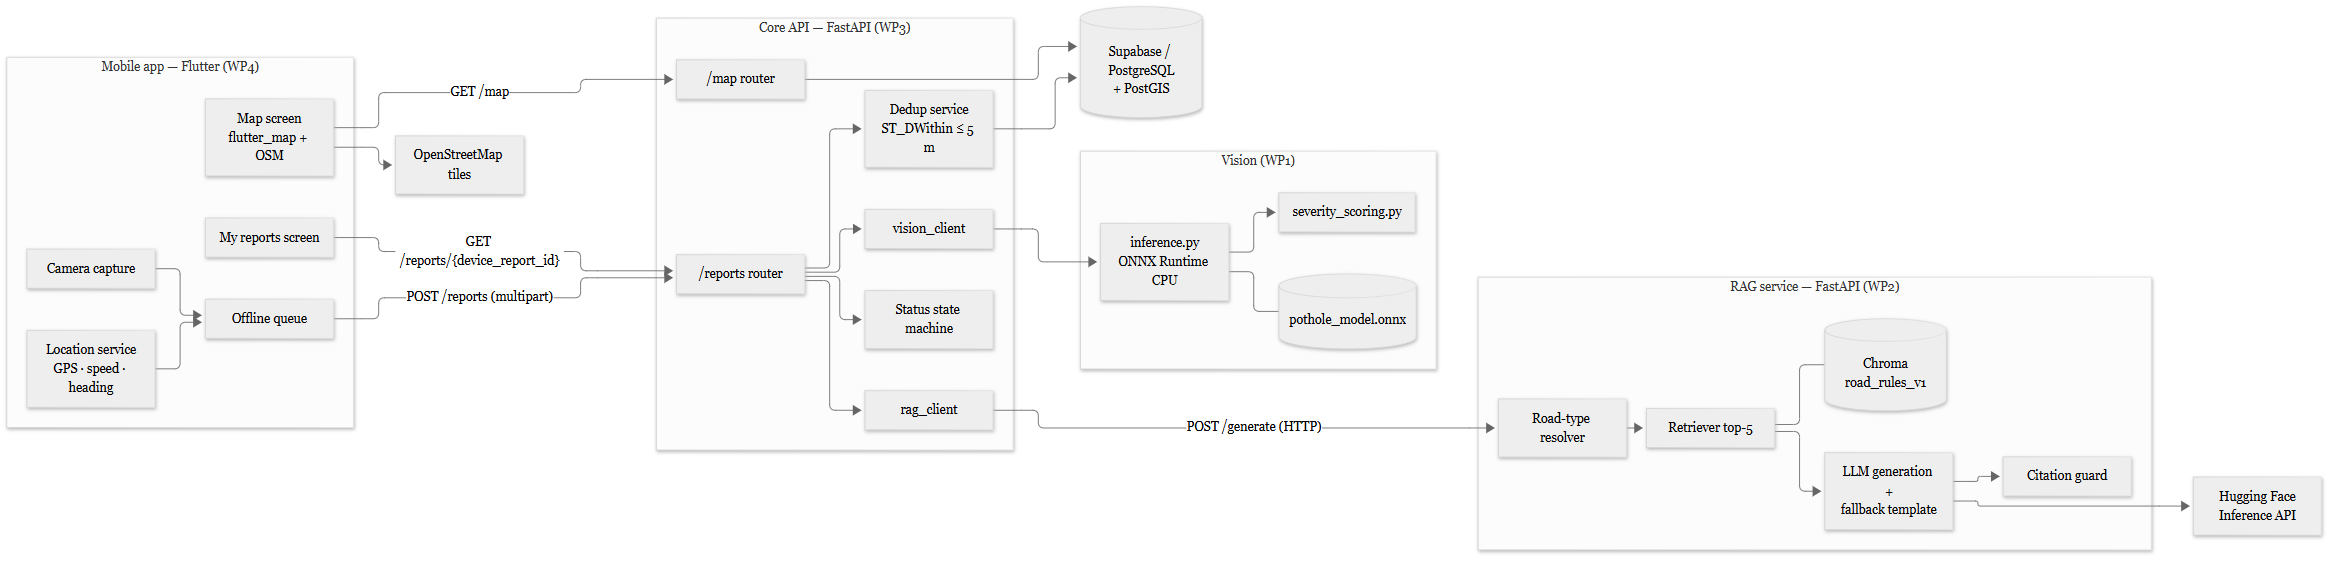 Mobile app — Flutter (WP4)
Map screen
flutter_map +
OSM
OpenStreetMap
tiles
My reports screen
Camera capture
Offline queue
Location service
GPS · speed ·
heading
GET /map
GET
/reports/{device_report_id}
POST /reports (multipart)
Core API — FastAPI (WP3)
/map router
Dedup service
ST_DWithin ≤ 5
m
vision_client
/reports router
Status state
machine
rag_client
Supabase /
PostgreSQL
+ PostGIS
Vision (WP1)
severity_scoring.py
inference.py
ONNX Runtime
CPU
pothole_model.onnx
POST /generate (HTTP)
RAG service — FastAPI (WP2)
Road-type
resolver
Retriever top-5
Chroma
road_rules_v1
LLM generation
+
fallback template
Citation guard
Hugging Face
Inference API